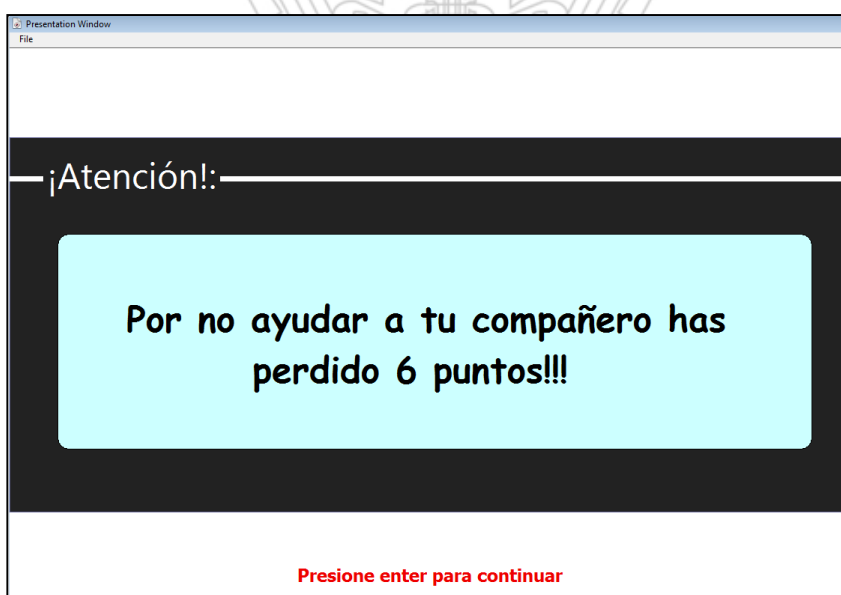 Presentation Window
File
¡Atención!:
Por no ayudar a tu compañero has
perdido 6 puntos!!!
Presione enter para continuar